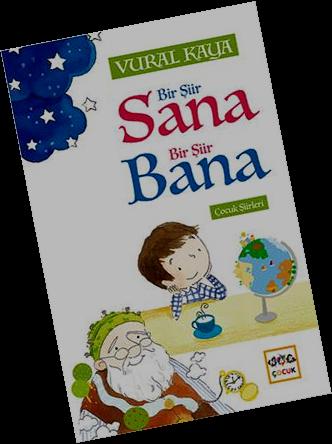 VURAL KAYA
Bir Şiir
Sana
Bir Şiir
Bana
Çocuk Şiirleri
ÇOCUK